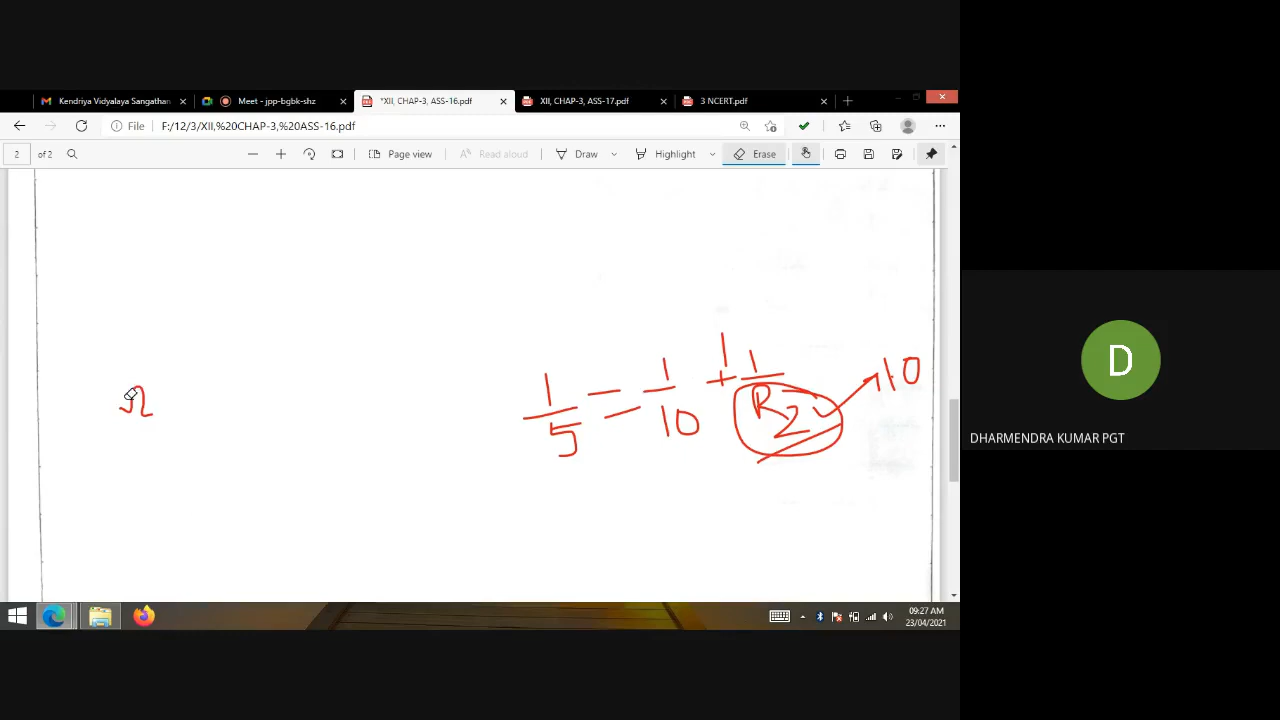 Kendriya Vidyalaya Sangathan
Meet - jpp-bgbk-shz
*XII, CHAP-3, ASS-16.pdf
XII, CHAP-3, ASS-17.pdf
3 NCERT.pdf
File
F:/12/3/XII,%20CHAP-3,%20ASS-16.pdf
2
of 2
Page view
Read aloud
Draw
Highlight
Erase
1/5 = 1/10 + 1/R2 → 10
Ω
DHARMENDRA KUMAR PGT
D
09:27 AM
23/04/2021